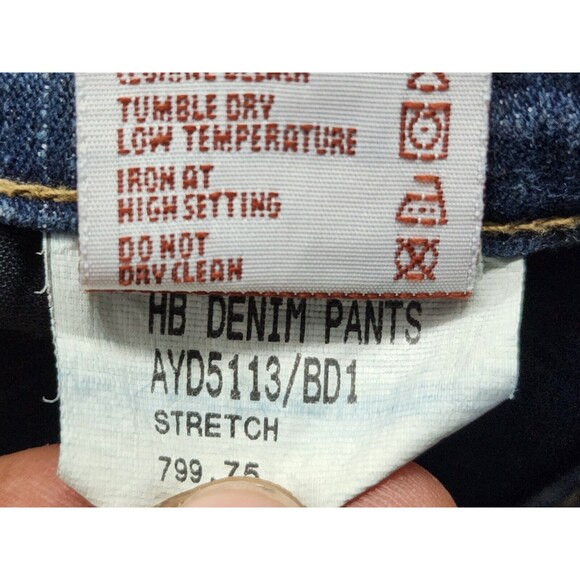 TUMBLE DRY
LOW TEMPERATURE
IRON AT
HIGH SETTING
DO NOT
DRY CLEAN
HB DENIM PANTS
AYD5113/BD1
STRETCH
799.75